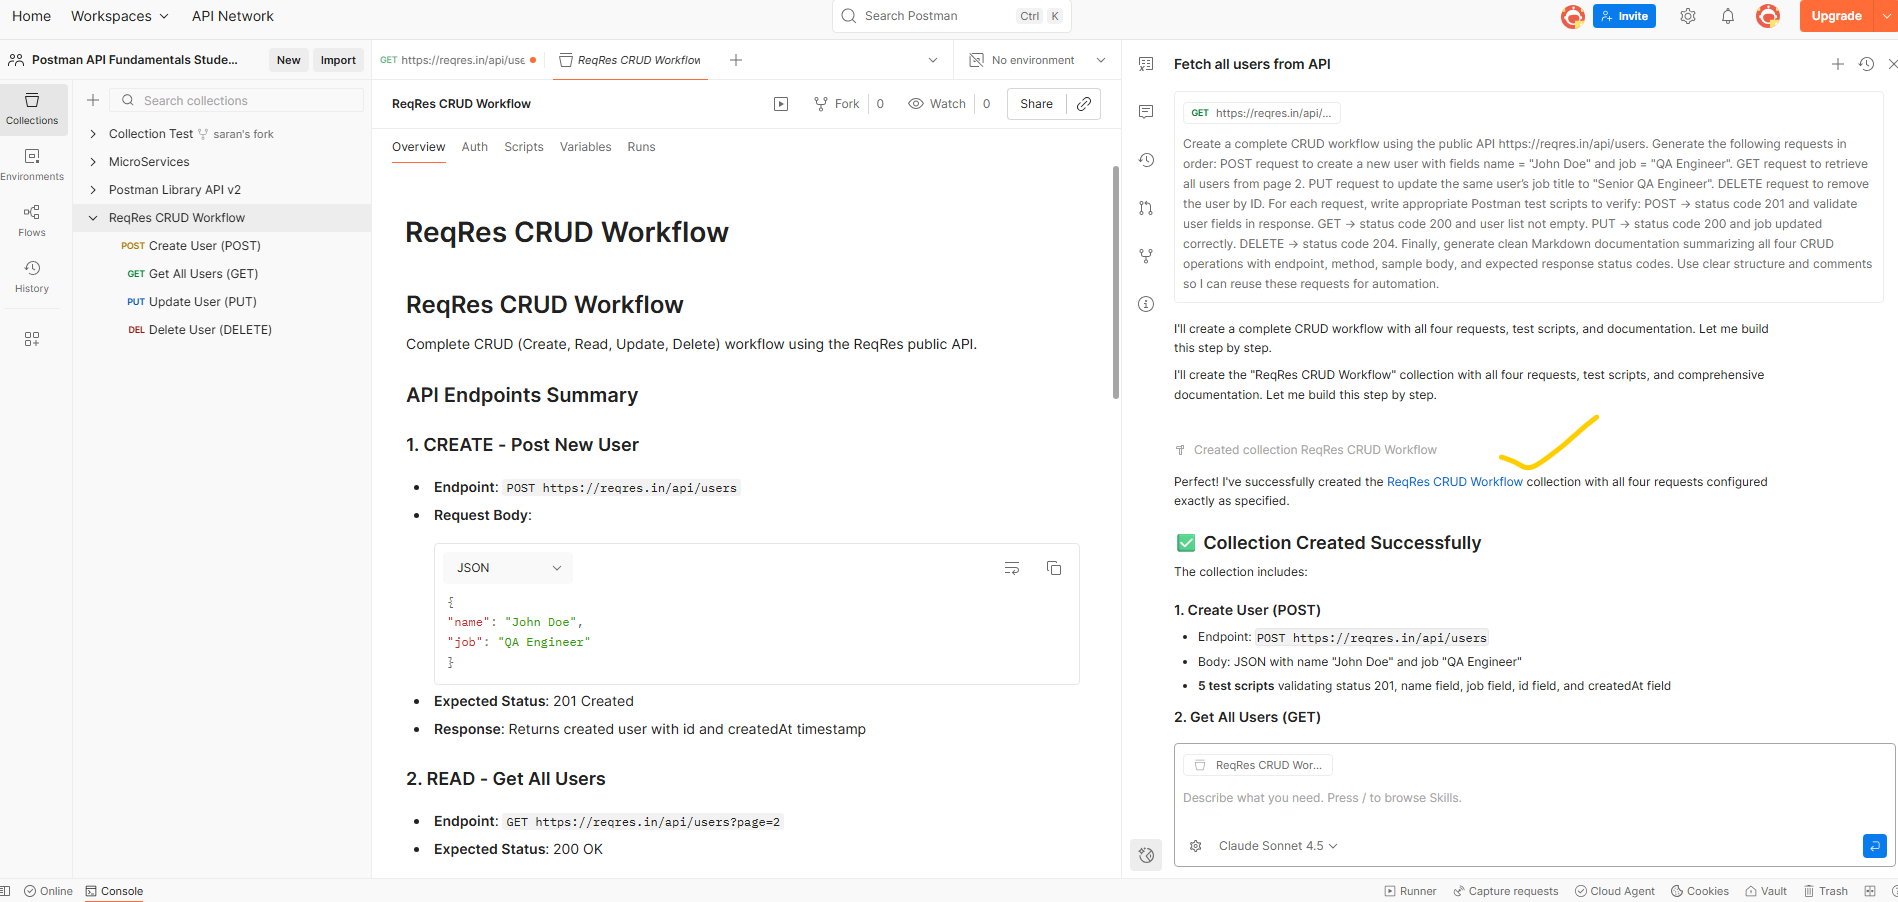 Home Workspaces API Network Search Postman Ctrl K Invite Upgrade
Postman API Fundamentals Stude... New Import
GET https://reqres.in/api/use ReqRes CRUD Workflow No environment
Fetch all users from API
Collections
Environments
Flows
History
Search collections
Collection Test saran's fork
MicroServices
Postman Library API v2
ReqRes CRUD Workflow
POST Create User (POST)
GET Get All Users (GET)
PUT Update User (PUT)
DEL Delete User (DELETE)
ReqRes CRUD Workflow Fork 0 Watch 0 Share
Overview Auth Scripts Variables Runs
ReqRes CRUD Workflow
ReqRes CRUD Workflow
Complete CRUD (Create, Read, Update, Delete) workflow using the ReqRes public API.
API Endpoints Summary
1. CREATE - Post New User
Endpoint: POST https://reqres.in/api/users
Request Body:
JSON
{
"name": "John Doe",
"job": "QA Engineer"
}
Expected Status: 201 Created
Response: Returns created user with id and createdAt timestamp
2. READ - Get All Users
Endpoint: GET https://reqres.in/api/users?page=2
Expected Status: 200 OK
GET https://reqres.in/api/...
Create a complete CRUD workflow using the public API https://reqres.in/api/users. Generate the following requests in
order: POST request to create a new user with fields name = "John Doe" and job = "QA Engineer". GET request to retrieve
all users from page 2. PUT request to update the same user's job title to "Senior QA Engineer". DELETE request to remove
the user by ID. For each request, write appropriate Postman test scripts to verify: POST → status code 201 and validate
user fields in response. GET → status code 200 and user list not empty. PUT → status code 200 and job updated
correctly. DELETE → status code 204. Finally, generate clean Markdown documentation summarizing all four CRUD
operations with endpoint, method, sample body, and expected response status codes. Use clear structure and comments
so I can reuse these requests for automation.
I'll create a complete CRUD workflow with all four requests, test scripts, and documentation. Let me build
this step by step.
I'll create the "ReqRes CRUD Workflow" collection with all four requests, test scripts, and comprehensive
documentation. Let me build this step by step.
Created collection ReqRes CRUD Workflow
Perfect! I've successfully created the ReqRes CRUD Workflow collection with all four requests configured
exactly as specified.
✅ Collection Created Successfully
The collection includes:
1. Create User (POST)
Endpoint: POST https://reqres.in/api/users
Body: JSON with name "John Doe" and job "QA Engineer"
5 test scripts validating status 201, name field, job field, id field, and createdAt field
2. Get All Users (GET)
ReqRes CRUD Wor...
Describe what you need. Press / to browse Skills.
Claude Sonnet 4.5
Online Console Runner Capture requests Cloud Agent Cookies Vault Trash